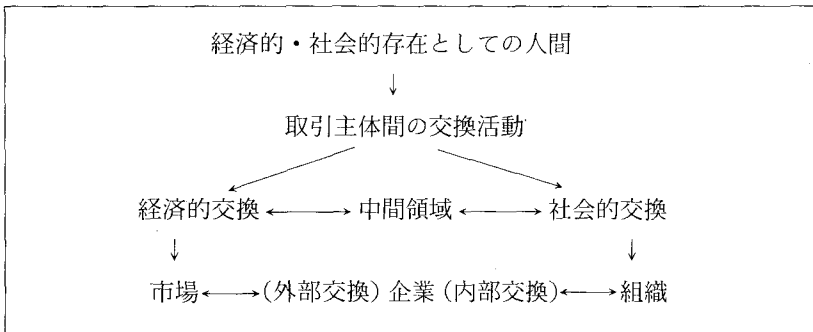 経済的・社会的存在としての人間
↓
取引主体間の交換活動
経済的交換 ←→ 中間領域 ←→ 社会的交換
↓ ↓
市場←→(外部交換) 企業 (内部交換)←→組織